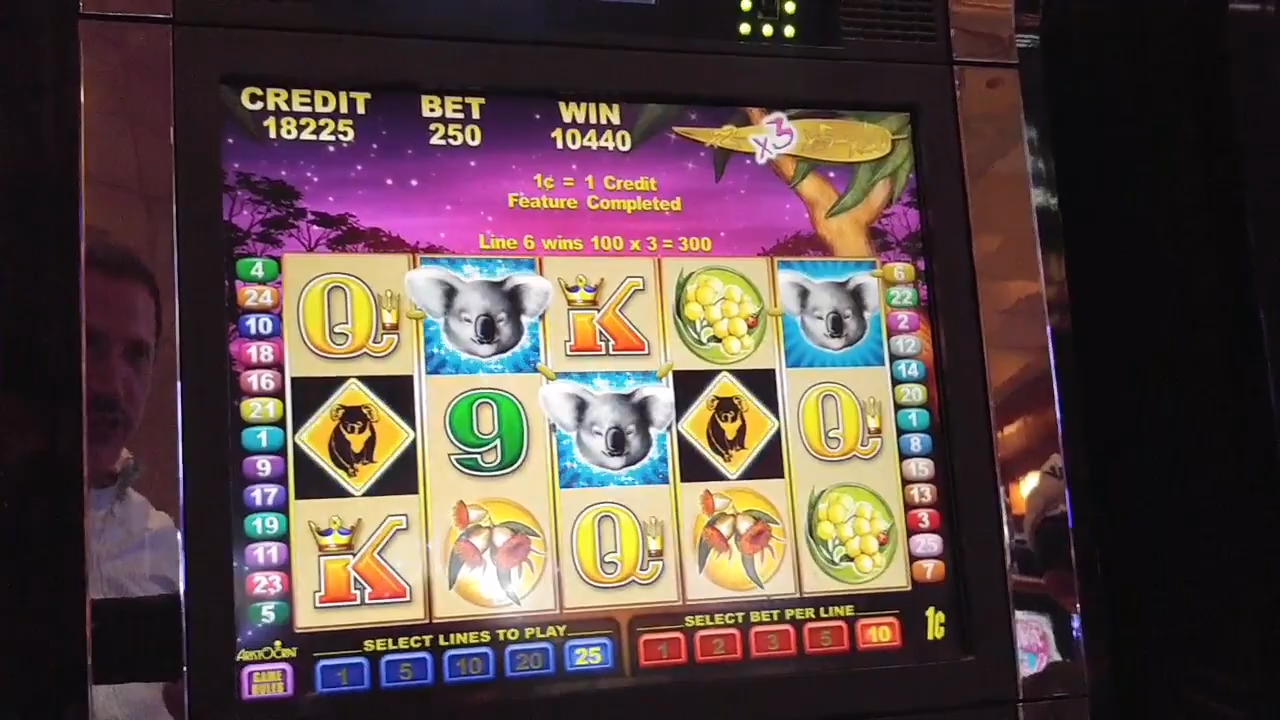 CREDIT BET WIN
18225 250 10440
x3
1¢ = 1 Credit
Feature Completed
Line 6 wins 100 x 3 = 300
4 Q K 6
24 22
10 2
18 12
16 14
21 9 Q 20
1 1
9 8
17 15
19 K Q 13
11 3
23 25
5 7
SELECT LINES TO PLAY SELECT BET PER LINE 1¢
ARISTOCRAT
GAME RULES 1 5 10 20 25 1 2 3 5 10